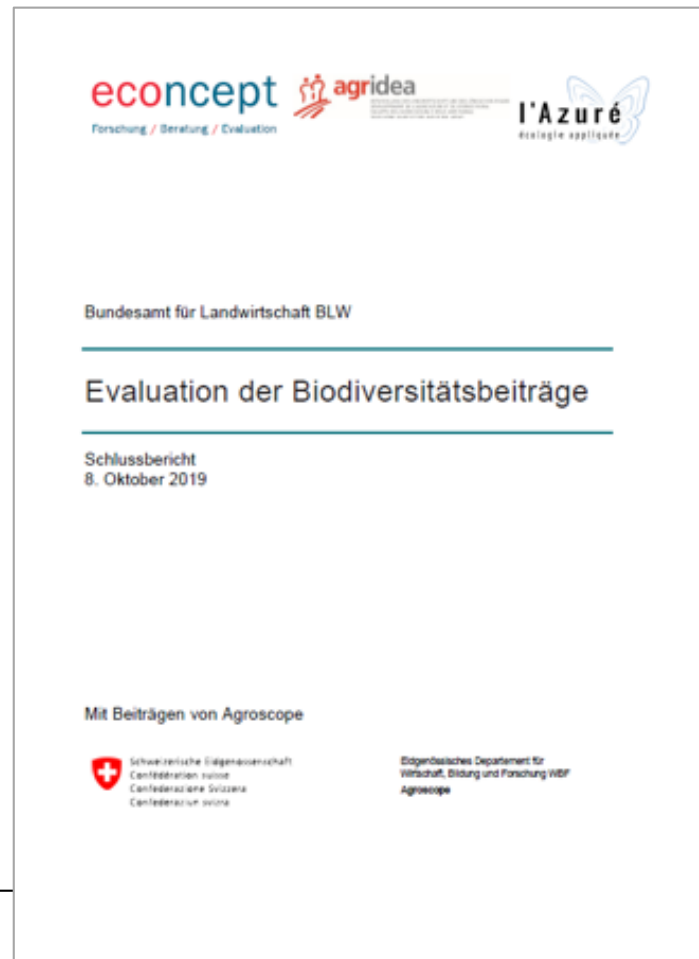 econcept
Forschung / Beratung / Evaluation
agridea
l'Azuré
écologie appliquée
Bundesamt für Landwirtschaft BLW
Evaluation der Biodiversitätsbeiträge
Schlussbericht
8. Oktober 2019
Mit Beiträgen von Agroscope
Schweizerische Eidgenossenschaft
Confédération suisse
Confederazione Svizzera
Confederaziun svizra
Eidgenössisches Departement für
Wirtschaft, Bildung und Forschung WBF
Agroscope